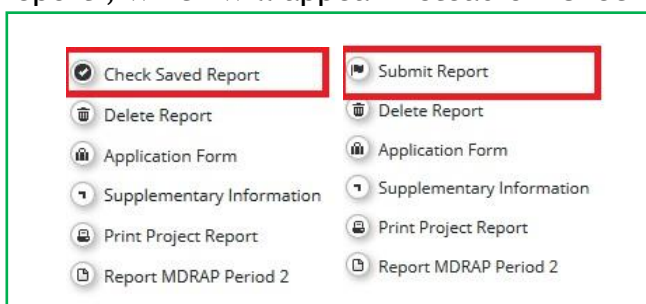 Check Saved Report
Delete Report
Application Form
Supplementary Information
Print Project Report
Report MDRAP Period 2
Submit Report
Delete Report
Application Form
Supplementary Information
Print Project Report
Report MDRAP Period 2